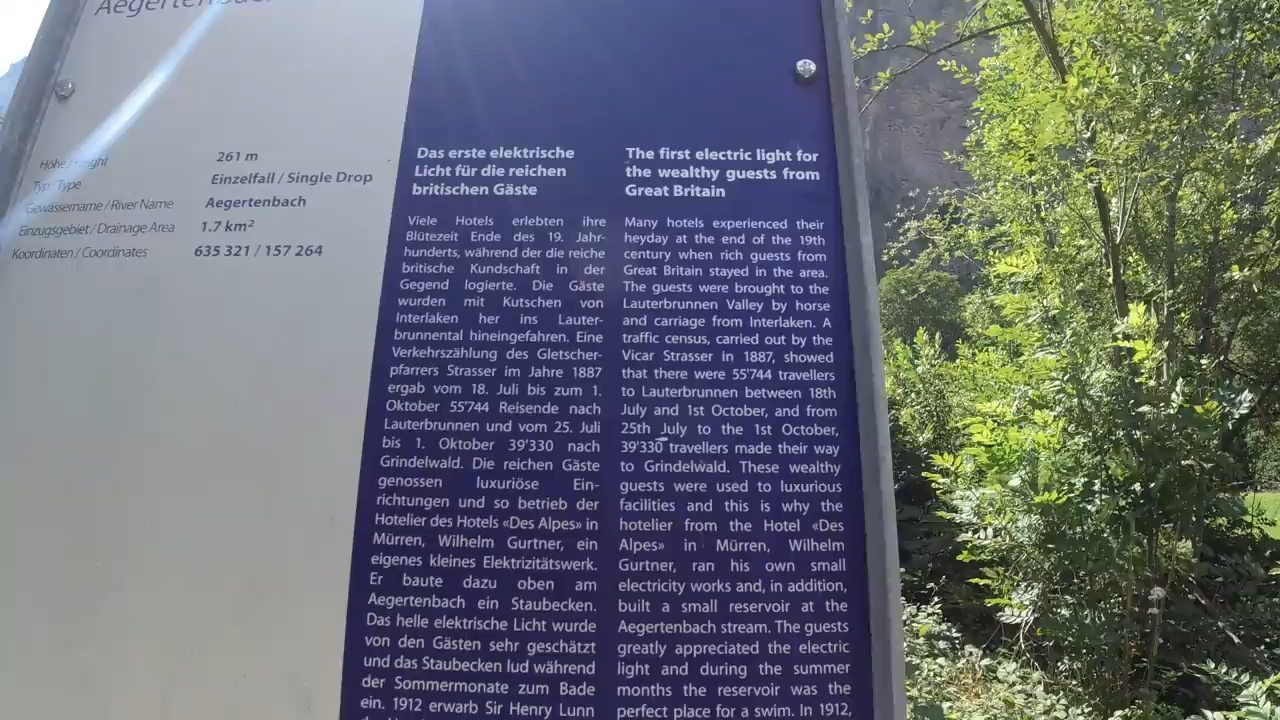 Höhe / Height 261 m
Typ / Type Einzelfall / Single Drop
Gewässername / River Name Aegertenbach
Einzugsgebiet / Drainage Area 1.7 km²
Koordinaten / Coordinates 635 321 / 157 264
Das erste elektrische
Licht für die reichen
britischen Gäste
Viele Hotels erlebten ihre
Blütezeit Ende des 19. Jahr-
hunderts, während der die reiche
britische Kundschaft in der
Gegend logierte. Die Gäste
wurden mit Kutschen von
Interlaken her ins Lauter-
brunnental hineingefahren. Eine
Verkehrszählung des Gletscher-
pfarrers Strasser im Jahre 1887
ergab vom 18. Juli bis zum 1.
Oktober 55'744 Reisende nach
Lauterbrunnen und vom 25. Juli
bis 1. Oktober 39'330 nach
Grindelwald. Die reichen Gäste
genossen luxuriöse Ein-
richtungen und so betrieb der
Hotelier des Hotels «Des Alpes» in
Mürren, Wilhelm Gurtner, ein
eigenes kleines Elektrizitätswerk.
Er baute dazu oben am
Aegertenbach ein Staubecken.
Das helle elektrische Licht wurde
von den Gästen sehr geschätzt
und das Staubecken lud während
der Sommermonate zum Bade
ein. 1912 erwarb Sir Henry Lunn
The first electric light for
the wealthy guests from
Great Britain
Many hotels experienced their
heyday at the end of the 19th
century when rich guests from
Great Britain stayed in the area.
The guests were brought to the
Lauterbrunnen Valley by horse
and carriage from Interlaken. A
traffic census, carried out by the
Vicar Strasser in 1887, showed
that there were 55'744 travellers
to Lauterbrunnen between 18th
July and 1st October, and from
25th July to the 1st October,
39'330 travellers made their way
to Grindelwald. These wealthy
guests were used to luxurious
facilities and this is why the
hotelier from the Hotel «Des
Alpes» in Mürren, Wilhelm
Gurtner, ran his own small
electricity works and, in addition,
built a small reservoir at the
Aegertenbach stream. The guests
greatly appreciated the electric
light and during the summer
months the reservoir was the
perfect place for a swim. In 1912,